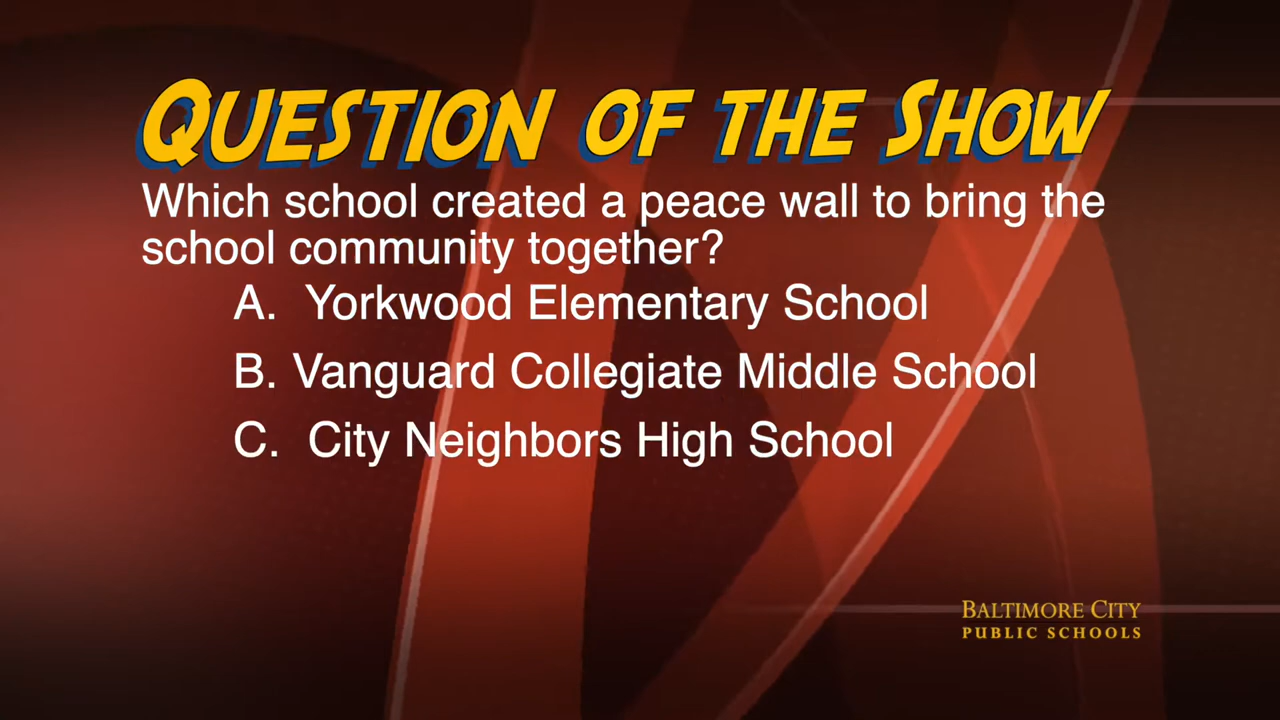 QUESTION OF THE SHOW
Which school created a peace wall to bring the
school community together?
A. Yorkwood Elementary School
B. Vanguard Collegiate Middle School
C. City Neighbors High School
BALTIMORE CITY
PUBLIC SCHOOLS